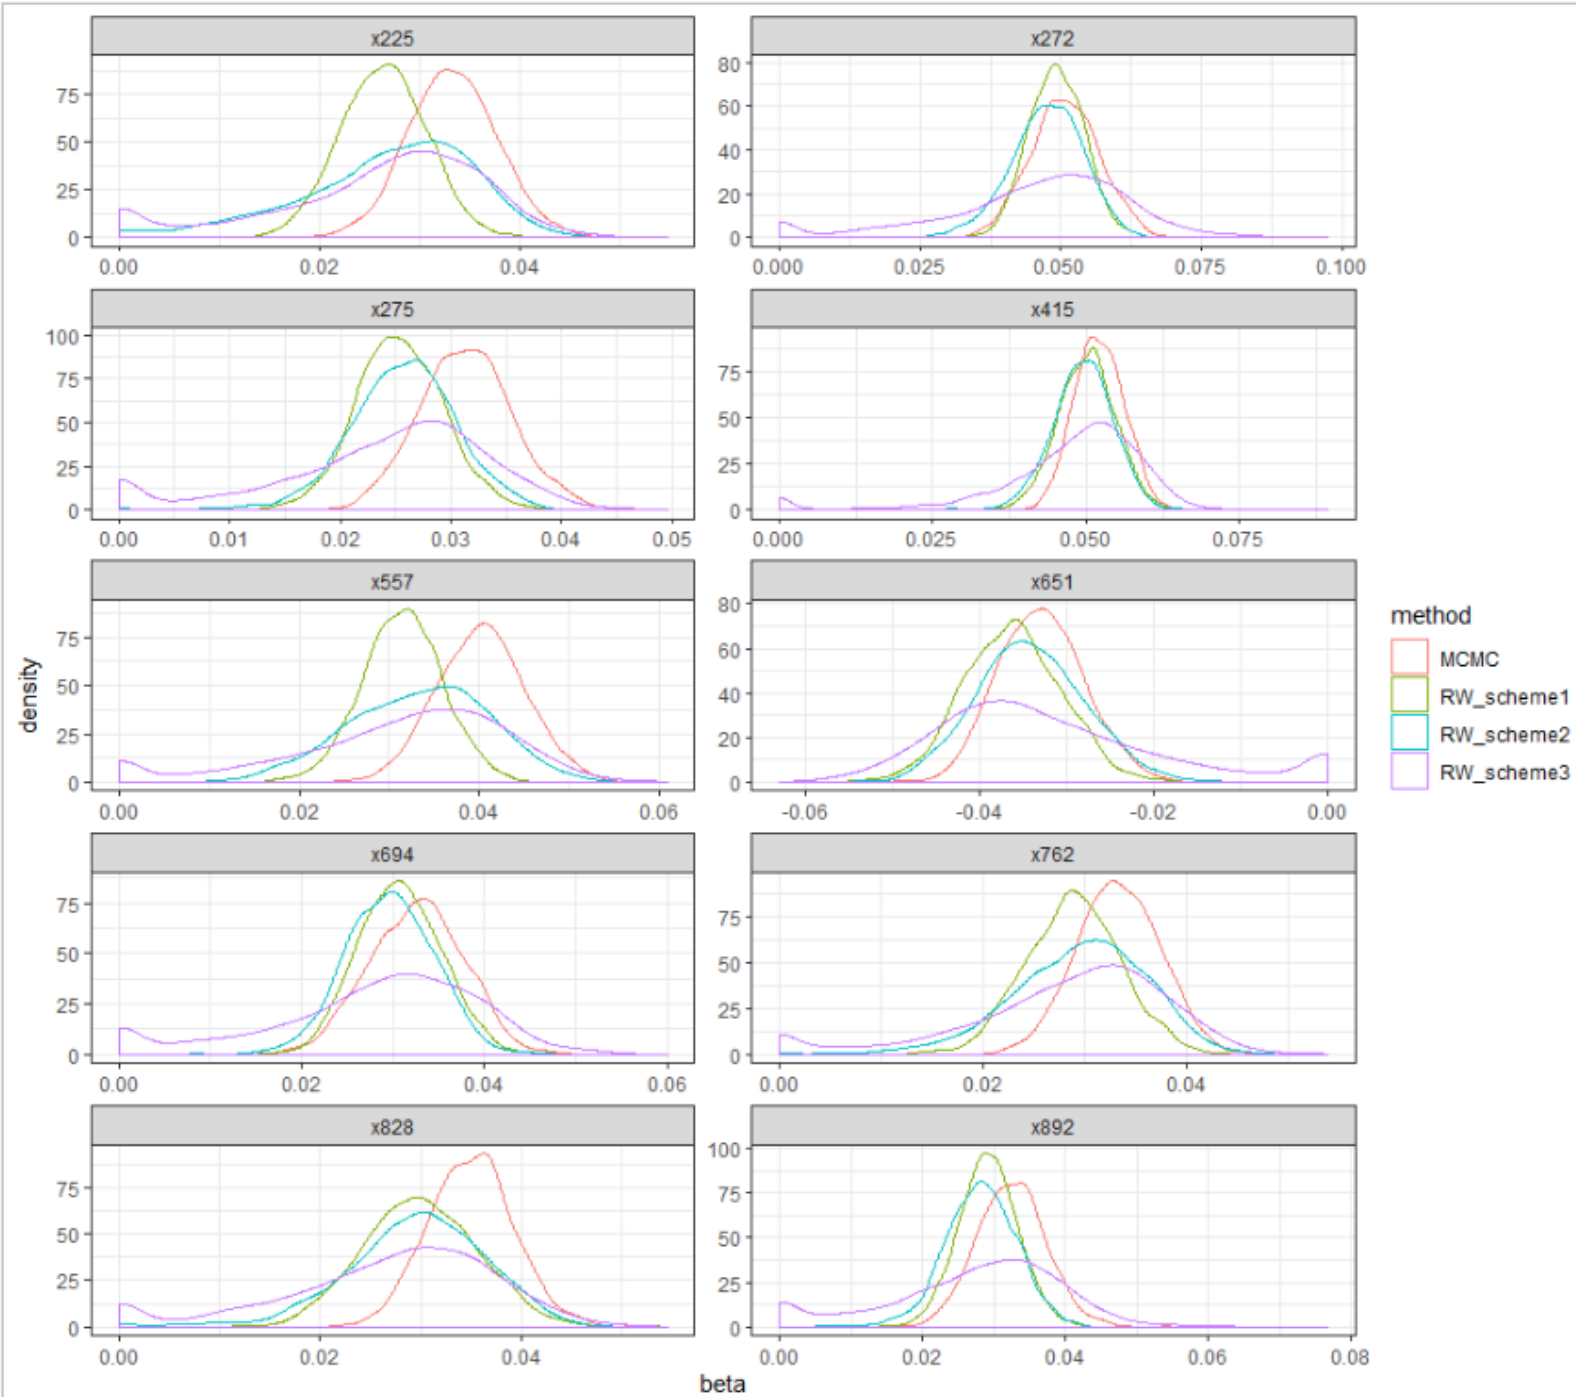 x225
x272
75
50
25
0
0.00 0.02 0.04
80
60
40
20
0
0.000 0.025 0.050 0.075 0.100
x275
x415
100
75
50
25
0
0.00 0.01 0.02 0.03 0.04 0.05
75
50
25
0
0.000 0.025 0.050 0.075
x557
x651
75
50
25
0
0.00 0.02 0.04 0.06
80
60
40
20
0
-0.06 -0.04 -0.02 0.00
x694
x762
75
50
25
0
0.00 0.02 0.04 0.06
75
50
25
0
0.00 0.02 0.04
x828
x892
75
50
25
0
0.00 0.02 0.04
100
75
50
25
0
0.00 0.02 0.04 0.06 0.08
density
beta
method
MCMC
RW_scheme1
RW_scheme2
RW_scheme3